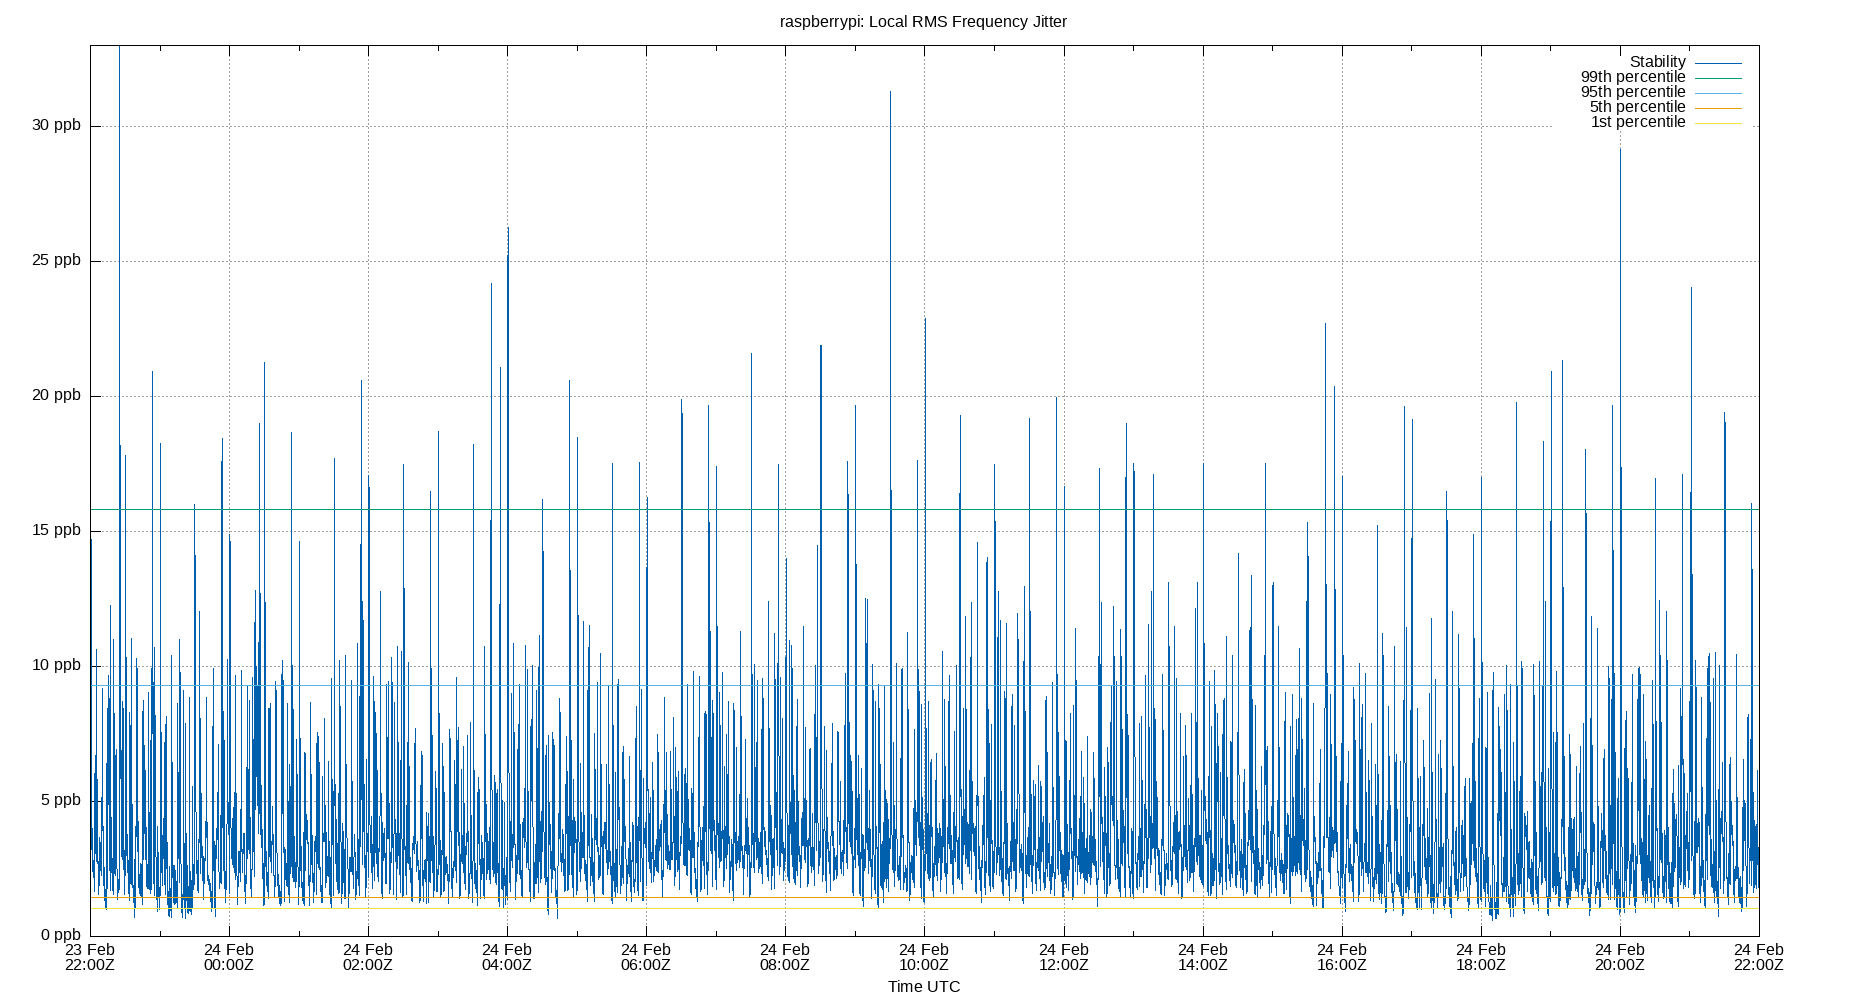 raspberrypi: Local RMS Frequency Jitter
Stability
99th percentile
95th percentile
5th percentile
1st percentile
30 ppb
25 ppb
20 ppb
15 ppb
10 ppb
5 ppb
0 ppb
23 Feb 24 Feb 24 Feb 24 Feb 24 Feb 24 Feb 24 Feb 24 Feb 24 Feb 24 Feb 24 Feb 24 Feb 24 Feb
22:00Z 00:00Z 02:00Z 04:00Z 06:00Z 08:00Z 10:00Z 12:00Z 14:00Z 16:00Z 18:00Z 20:00Z 22:00Z
Time UTC